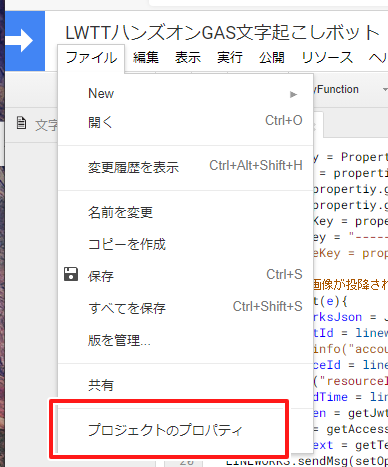 LWTTハンズオンGAS文字起こしボット
ファイル 編集 表示 実行 公開 リソース ヘ
New
yFunction
開く Ctrl+O
文字
変更履歴を表示 Ctrl+Alt+Shift+H
y = Propert
= propertiy
propertiy.g
propertiy.g
名前を変更
Key = prope
コピーを作成
y = "-----
保存 Ctrl+S
eKey = prop
すべてを保存 Ctrl+Shift+S
画像が投降され
t(e){
版を管理...
rksJson = J
tId = linew
info("accou
共有
ceId = line
("resourceI
dTime = lin
プロジェクトのプロパティ
en = getJwt
= getAccess
ext = getTe
26 LINEWORKS.sendMsg(setOp